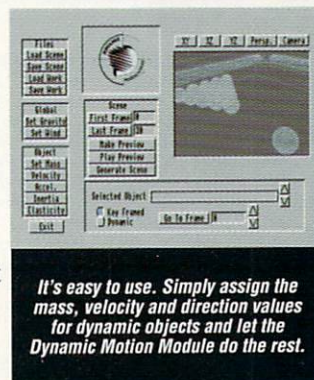 Files
Load Scene
Save Scene
Load Work
Save Work
Global
Set Gravity
Set Wind
Object
Set Mass
Velocity
Accel.
Inertia
Elasticity
Exit
Scene
First Frame 0
Last Frame 20
Make Preview
Play Preview
Generate Scene
XY XZ YZ Persp. Camera
Selected Object
Key Framed
Dynamic
Go To Frame 0
It's easy to use. Simply assign the
mass, velocity and direction values
for dynamic objects and let the
Dynamic Motion Module do the rest.